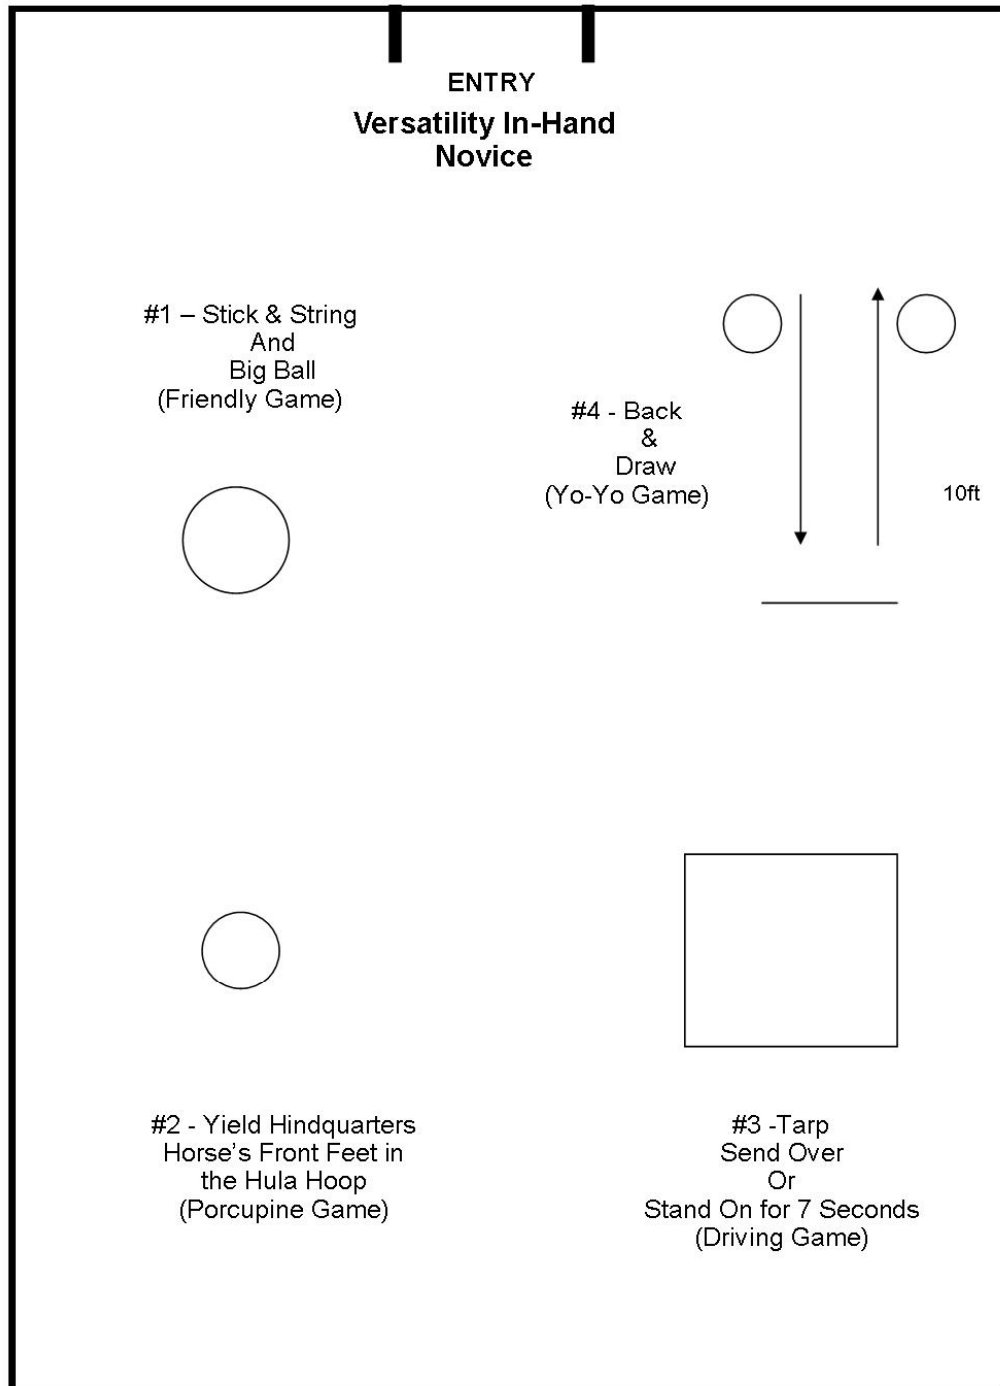 ENTRY
Versatility In-Hand
Novice
#1 – Stick & String
And
Big Ball
(Friendly Game)
#4 - Back
&
Draw
(Yo-Yo Game)
10ft
#2 - Yield Hindquarters
Horse's Front Feet in
the Hula Hoop
(Porcupine Game)
#3 -Tarp
Send Over
Or
Stand On for 7 Seconds
(Driving Game)